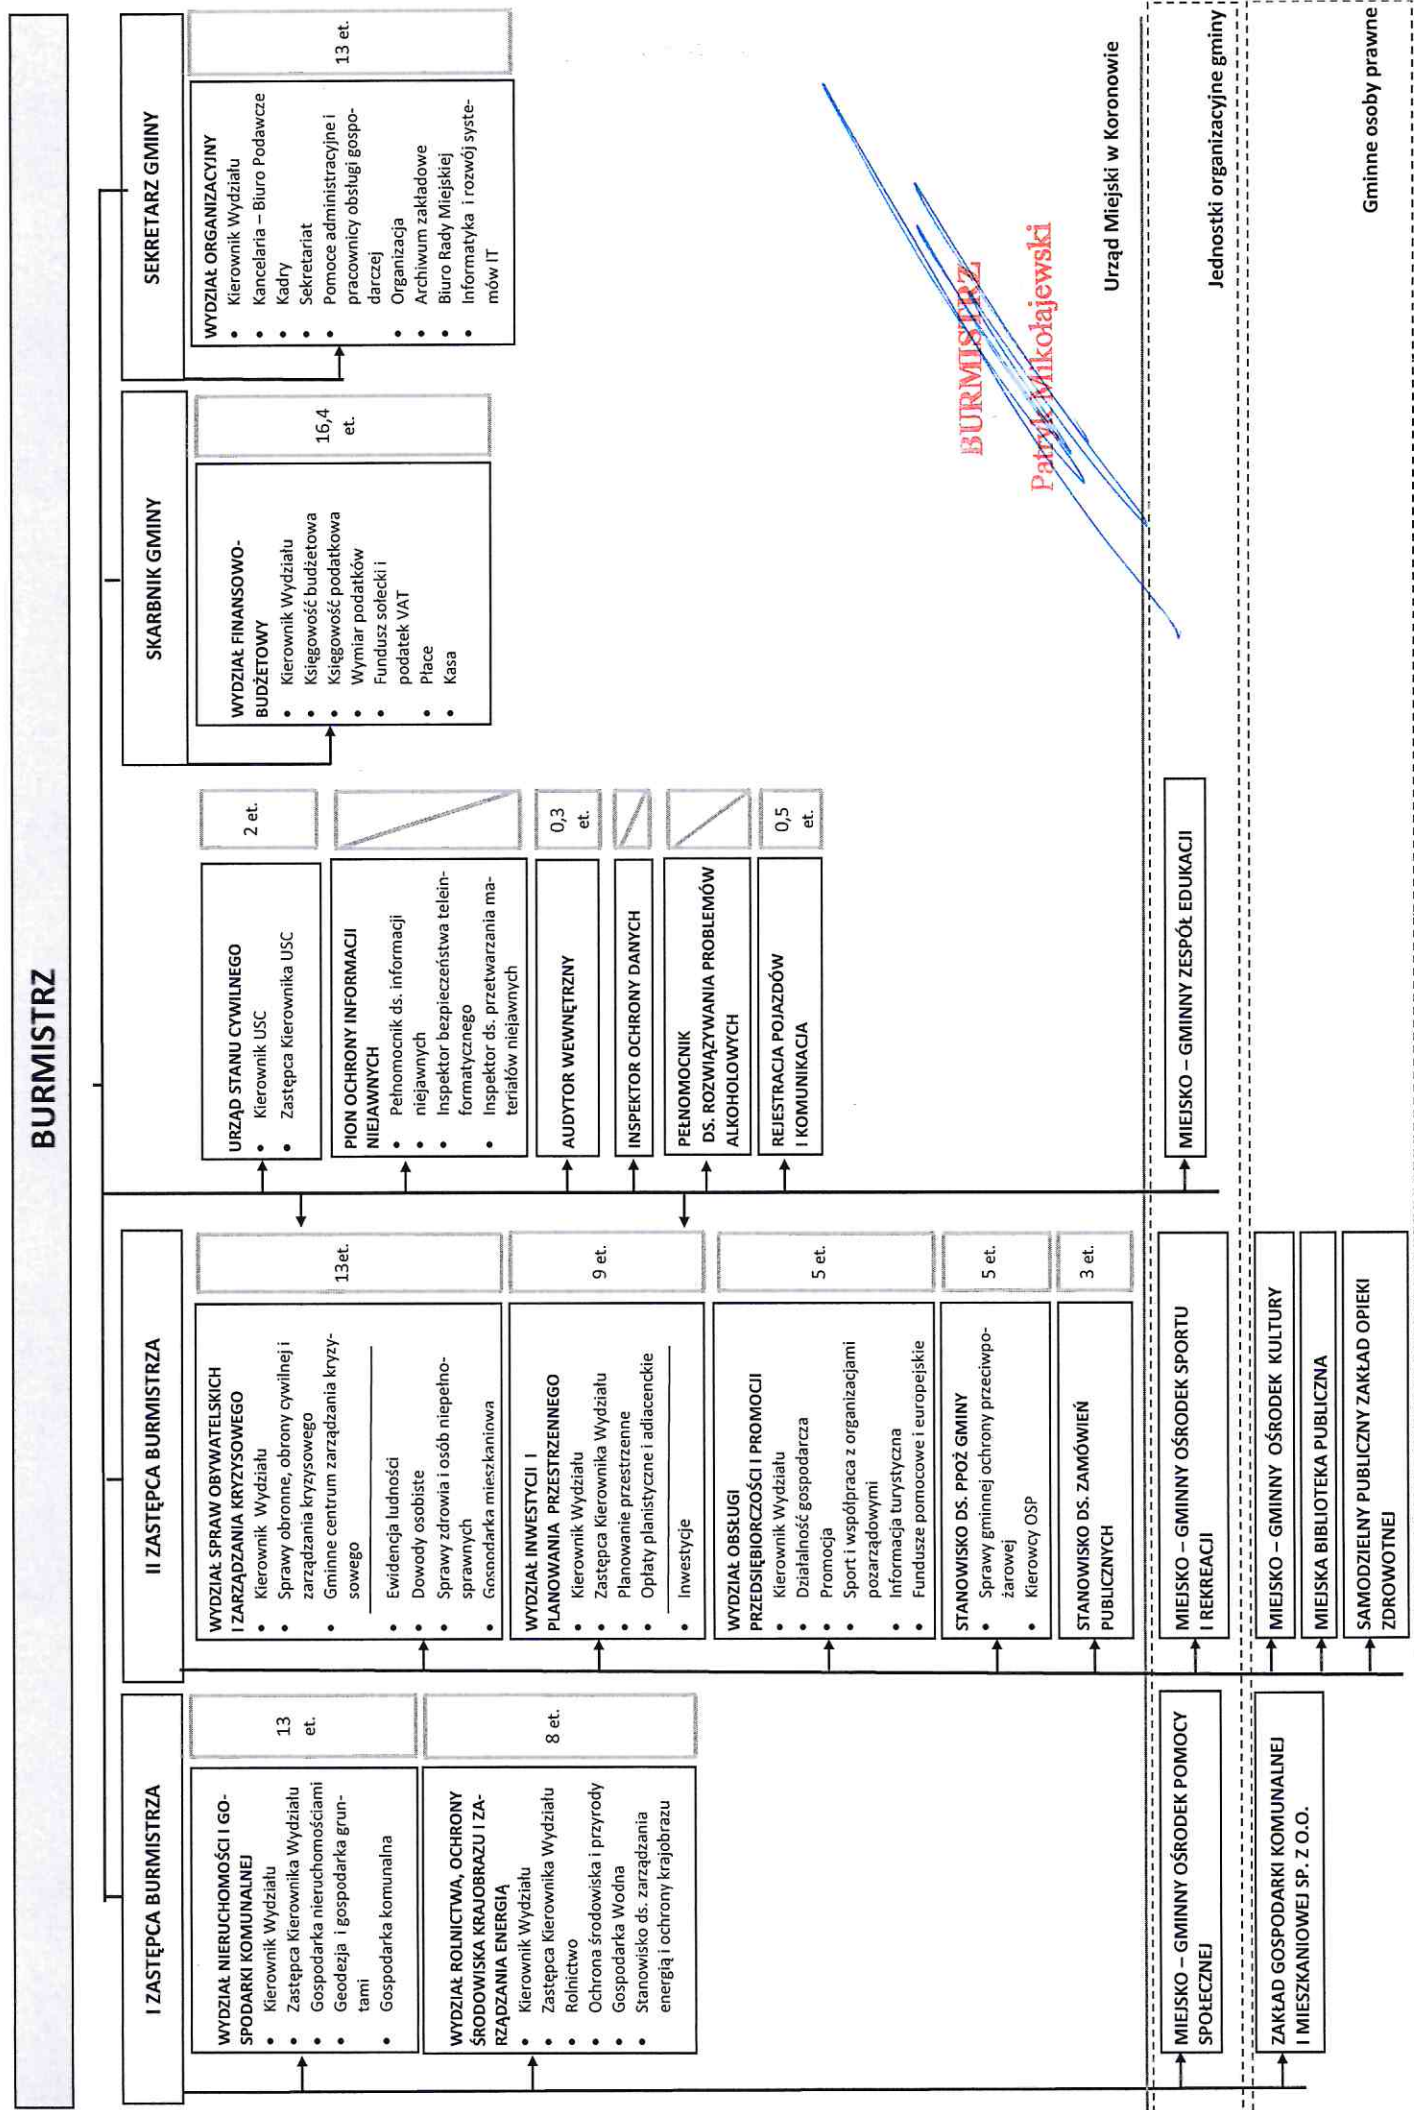 BURMISTRZ
I ZASTĘPCA BURMISTRZA
WYDZIAŁ NIERUCHOMOŚCI I GO-
SPODARKI KOMUNALNEJ
• Kierownik Wydziału
• Zastępca Kierownika Wydziału
• Gospodarka nieruchomościami
• Geodezja i gospodarka grun-
tami
• Gospodarka komunalna
13
et.
WYDZIAŁ ROLNICTWA, OCHRONY
ŚRODOWISKA KRAJOBRAZU I ZA-
RZĄDZANIA ENERGIĄ
• Kierownik Wydziału
• Zastępca Kierownika Wydziału
• Rolnictwo
• Ochrona środowiska i przyrody
• Gospodarka Wodna
• Stanowisko ds. zarządzania
energią i ochrony krajobrazu
8 et.
MIEJSKO – GMINNY OŚRODEK POMOCY
SPOŁECZNEJ
ZAKŁAD GOSPODARKI KOMUNALNEJ
I MIESZKANIOWEJ SP. Z O.O.
II ZASTĘPCA BURMISTRZA
WYDZIAŁ SPRAW OBYWATELSKICH
I ZARZĄDZANIA KRYZYSOWEGO
• Kierownik Wydziału
• Sprawy obronne, obrony cywilnej i
zarządzania kryzysowego
• Gminne centrum zarządzania kryzy-
sowego
• Ewidencja ludności
• Dowody osobiste
• Sprawy zdrowia i osób niepełno-
sprawnych
• Gospodarka mieszkaniowa
13et.
WYDZIAŁ INWESTYCJI I
PLANOWANIA PRZESTRZENNEGO
• Kierownik Wydziału
• Zastępca Kierownika Wydziału
• Planowanie przestrzenne
• Opłaty planistyczne i adiacenckie
• Inwestycje
9 et.
WYDZIAŁ OBSŁUGI
PRZEDSIĘBIORCZOŚCI I PROMOCJI
• Kierownik Wydziału
• Działalność gospodarcza
• Promocja
• Sport i współpraca z organizacjami
pozarządowymi
• Informacja turystyczna
• Fundusze pomocowe i europejskie
5 et.
STANOWISKO DS. PPOŻ GMINY
• Sprawy gminnej ochrony przeciwpo-
żarowej
• Kierowcy OSP
5 et.
STANOWISKO DS. ZAMÓWIEŃ
PUBLICZNYCH
3 et.
MIEJSKO – GMINNY OŚRODEK SPORTU
I REKREACJI
MIEJSKO – GMINNY OŚRODEK KULTURY
MIEJSKA BIBLIOTEKA PUBLICZNA
SAMODZIELNY PUBLICZNY ZAKŁAD OPIEKI
ZDROWOTNEJ
URZĄD STANU CYWILNEGO
• Kierownik USC
• Zastępca Kierownika USC
2 et.
PION OCHRONY INFORMACJI
NIEJAWNYCH
• Pełnomocnik ds. informacji
• niejawnych
• Inspektor bezpieczeństwa telein-
formatycznego
• Inspektor ds. przetwarzania ma-
teriałów niejawnych
AUDYTOR WEWNĘTRZNY
0,3
et.
INSPEKTOR OCHRONY DANYCH
PEŁNOMOCNIK
DS. ROZWIĄZYWANIA PROBLEMÓW
ALKOHOLOWYCH
REJESTRACJA POJAZDÓW
I KOMUNIKACJA
0,5
et.
MIEJSKO – GMINNY ZESPÓŁ EDUKACJI
SKARBNIK GMINY
WYDZIAŁ FINANSOWO-
BUDŻETOWY
• Kierownik Wydziału
• Księgowość budżetowa
• Księgowość podatkowa
• Wymiar podatków
• Fundusz sołecki i
podatek VAT
• Płace
• Kasa
16,4
et.
SEKRETARZ GMINY
WYDZIAŁ ORGANIZACYJNY
• Kierownik Wydziału
• Kancelaria – Biuro Podawcze
• Kadry
• Sekretariat
• Pomoce administracyjne i
pracownicy obsługi gospo-
darczej
• Organizacja
• Archiwum zakładowe
• Biuro Rady Miejskiej
• Informatyka i rozwój syste-
mów IT
13 et.
BURMISTRZ
Patryk Mikołajewski
Urząd Miejski w Koronowie
Jednostki organizacyjne gminy
Gminne osoby prawne